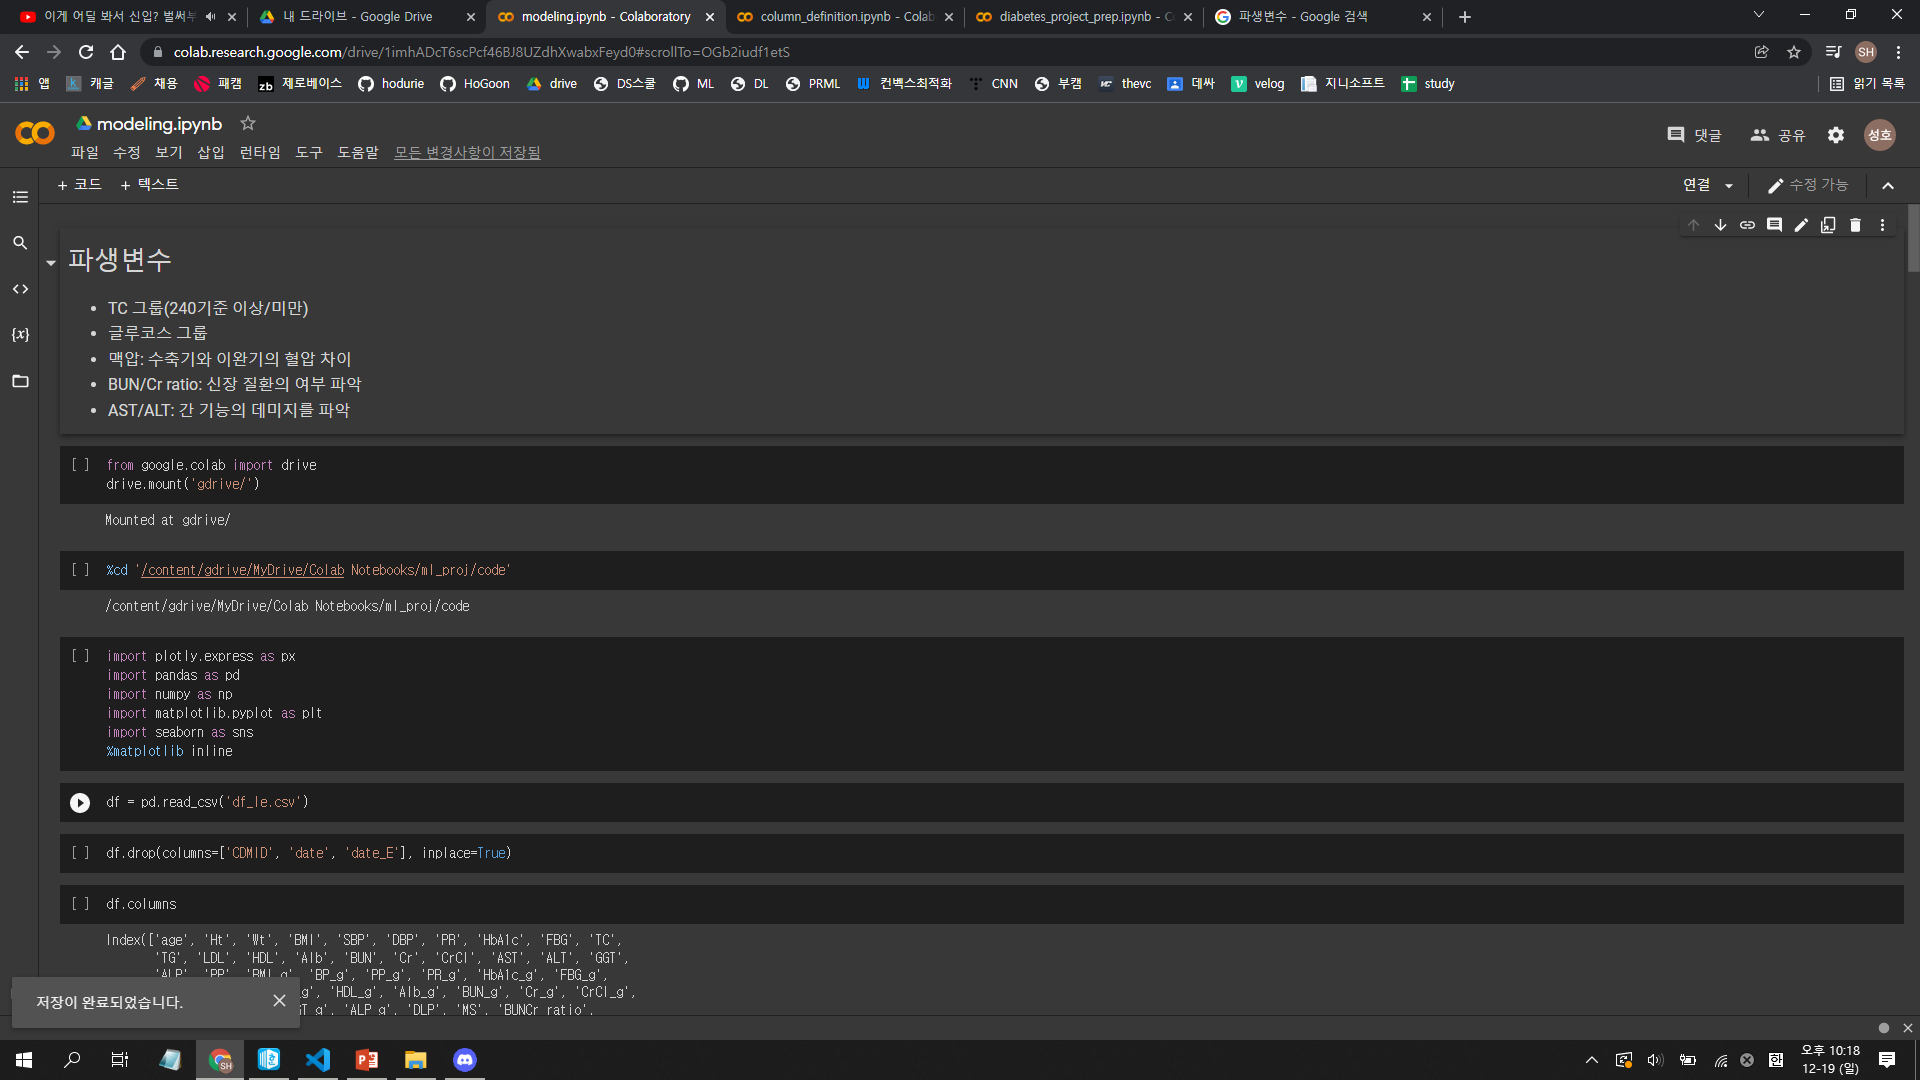 이게 어딜 봐서 신입? 벌써부
내 드라이브 - Google Drive
modeling.ipynb - Colaboratory
column_definition.ipynb - Colab
diabetes_project_prep.ipynb - C
파생변수 - Google 검색
colab.research.google.com/drive/1imhADcT6scPcf46BJ8UZdhXwabxFeyd0#scrollTo=OGb2iudf1etS
SH
앱 캐글 채용 패캠 제로베이스 hodurie HoGoon drive DS스쿨 ML DL PRML 컨벡스최적화 CNN 부캠 thevc 데싸 velog 지니소프트 study 읽기 목록
modeling.ipynb
파일 수정 보기 삽입 런타임 도구 도움말 모든 변경사항이 저장됨
댓글 공유 성호
+ 코드 + 텍스트
연결 수정 가능
파생변수
• TC 그룹(240기준 이상/미만)
• 글루코스 그룹
• 맥압: 수축기와 이완기의 혈압 차이
• BUN/Cr ratio: 신장 질환의 여부 파악
• AST/ALT: 간 기능의 데미지를 파악
[ ] from google.colab import drive
drive.mount('gdrive/')
Mounted at gdrive/
[ ] %cd '/content/gdrive/MyDrive/Colab Notebooks/ml_proj/code'
/content/gdrive/MyDrive/Colab Notebooks/ml_proj/code
[ ] import plotly.express as px
import pandas as pd
import numpy as np
import matplotlib.pyplot as plt
import seaborn as sns
%matplotlib inline
df = pd.read_csv('df_le.csv')
[ ] df.drop(columns=['CDMID', 'date', 'date_E'], inplace=True)
[ ] df.columns
Index(['age', 'Ht', 'Wt', 'BMI', 'SBP', 'DBP', 'PR', 'HbA1c', 'FBG', 'TC',
'TG', 'LDL', 'HDL', 'Alb', 'BUN', 'Cr', 'CrCl', 'AST', 'ALT', 'GGT',
'ALP', 'PP', 'BMI_g', 'BP_g', 'PP_g', 'PR_g', 'HbA1c_g', 'FBG_g',
_g', 'HDL_g', 'Alb_g', 'BUN_g', 'Cr_g', 'CrCl_g',
GT_g', 'ALP_g', 'DLP', 'MS', 'BUNCr_ratio',
저장이 완료되었습니다.
오후 10:18
12-19 (일)